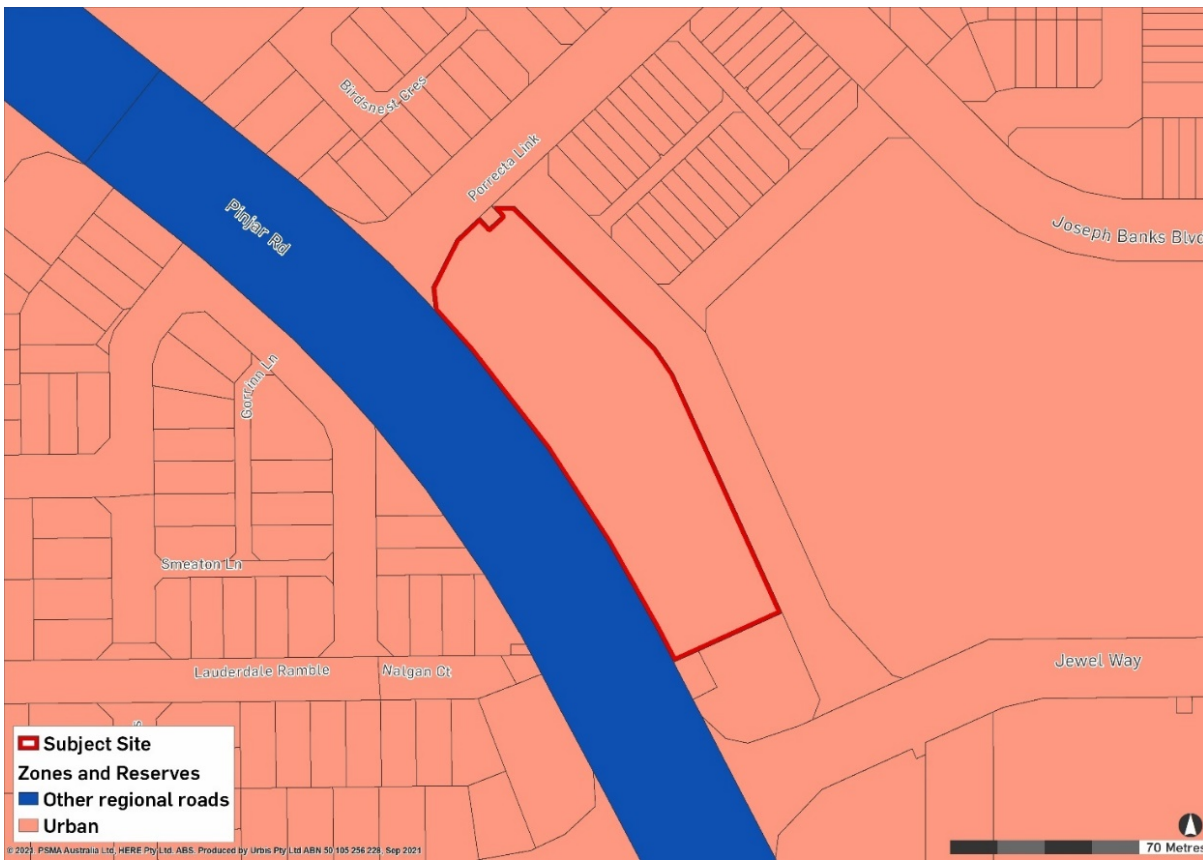 Birdsnest Cres
Porrecta Link
Pinjar Rd
Joseph Banks Blvd
Gorrinn Ln
Smeaton Ln
Lauderdale Ramble
Nalgan Ct
Jewel Way
Subject Site
Zones and Reserves
Other regional roads
Urban
© 2021. PSMA Australia Ltd, HERE Pty Ltd. ABS. Produced by Urbis Pty Ltd ABN 50 105 256 228, Sep 2021
70 Metres